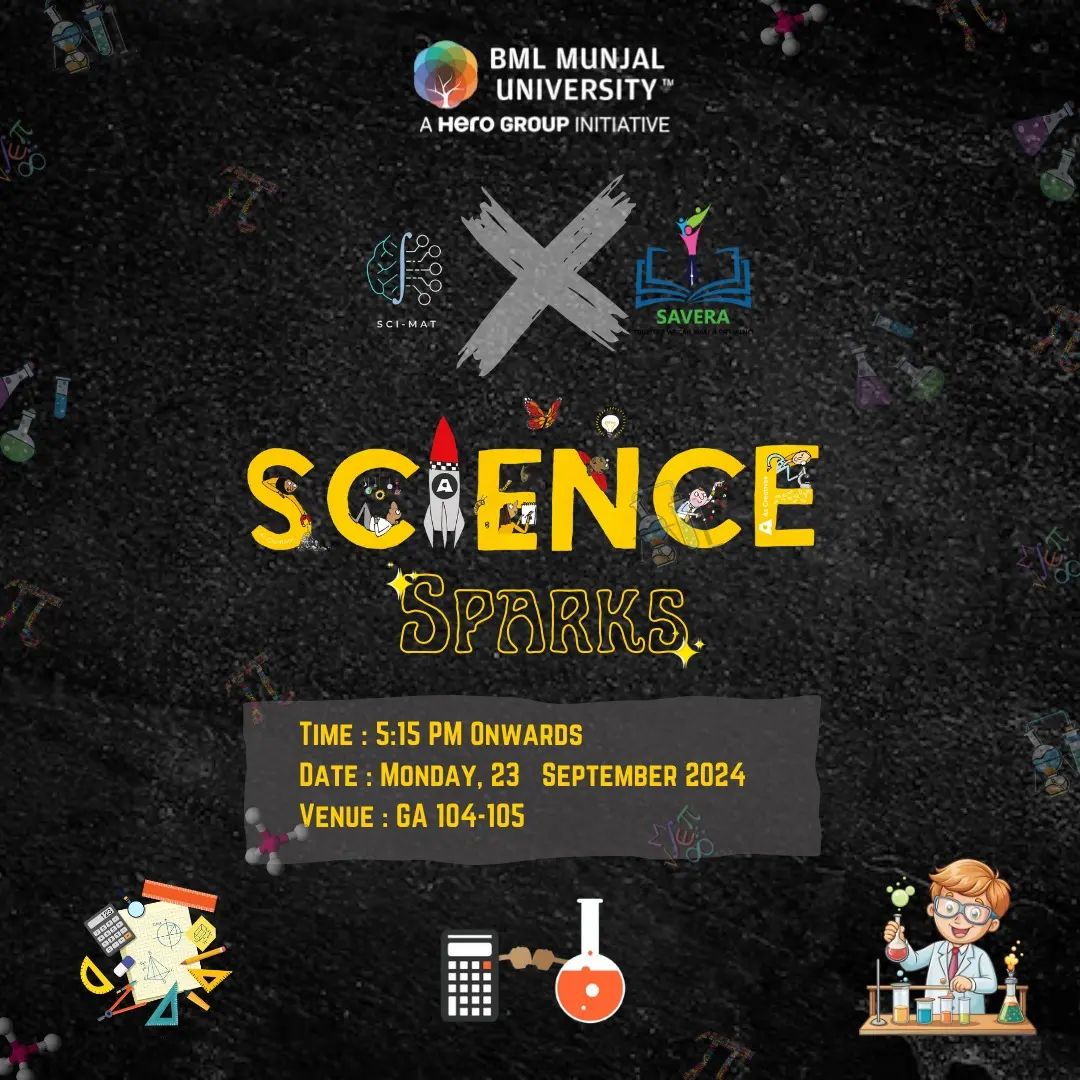 BML MUNJAL
UNIVERSITY™
A Hero GROUP INITIATIVE
SCI-MAT
SAVERA
SCIENCE
SPARKS
TIME : 5:15 PM ONWARDS
DATE : MONDAY, 23 SEPTEMBER 2024
VENUE : GA 104-105